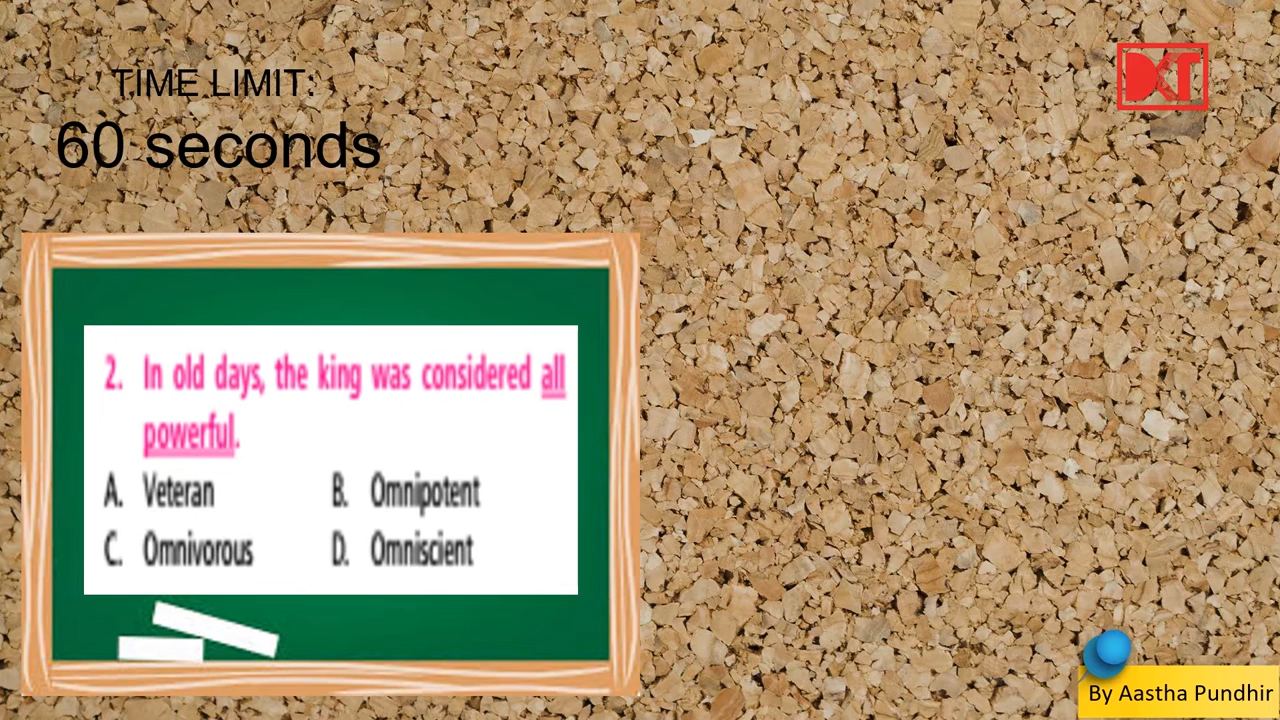 TIME LIMIT:
60 seconds
DKT
2. In old days, the king was considered all
powerful.
A. Veteran B. Omnipotent
C. Omnivorous D. Omniscient
By Aastha Pundhir